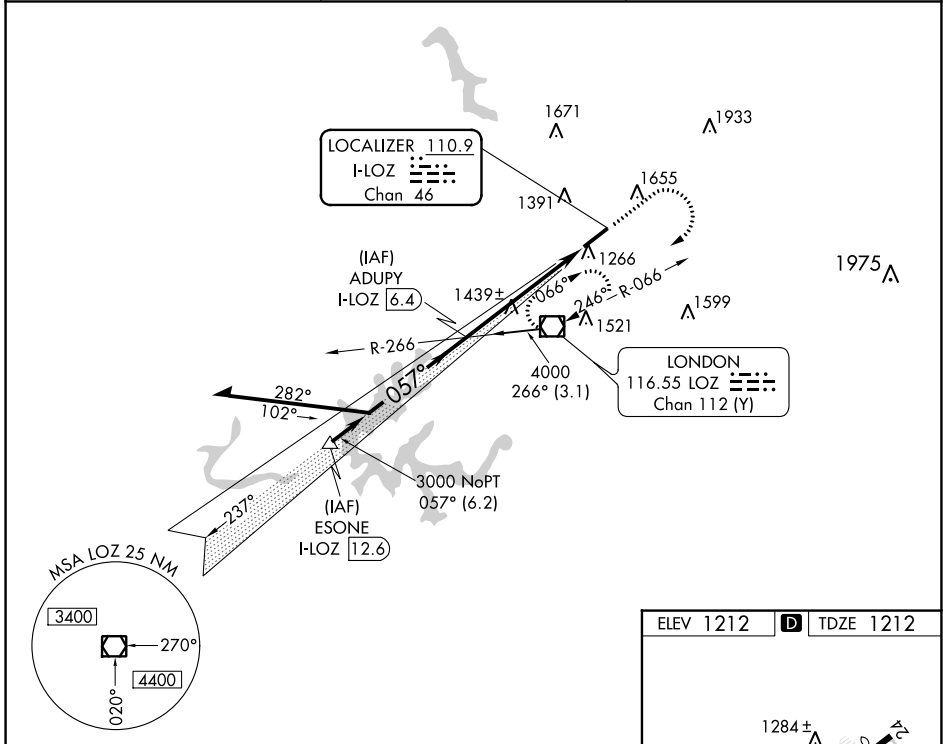 1671
1933
LOCALIZER 110.9
I-LOZ
Chan 46
1655
1391
(IAF)
ADUPY
I-LOZ 6.4
1266
1975
1439±
066°
246°
R-066
1599
1521
R-266
4000
266° (3.1)
LONDON
116.55 LOZ
Chan 112 (Y)
057°
282°
102°
3000 NoPT
057° (6.2)
237°
(IAF)
ESONE
I-LOZ 12.6
MSA LOZ 25 NM
3400
270°
4400
020°
ELEV 1212 D TDZE 1212
1284±
24